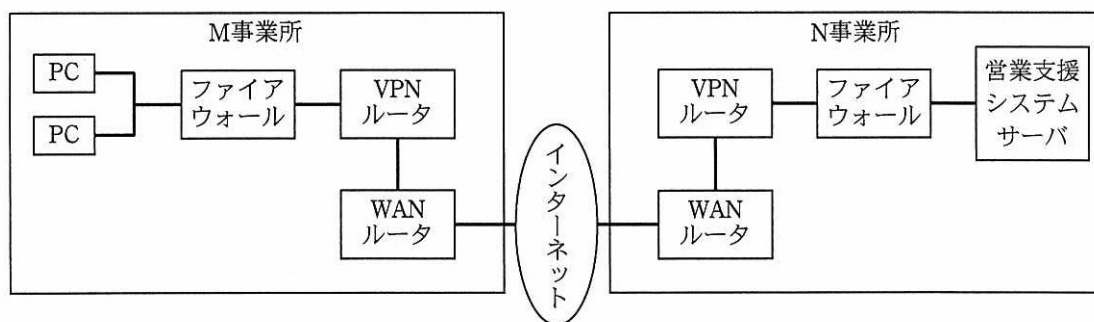 M事業所
PC
PC
ファイア
ウォール
VPN
ルータ
WAN
ルータ
インターネット
N事業所
VPN
ルータ
WAN
ルータ
ファイア
ウォール
営業支援
システム
サーバ